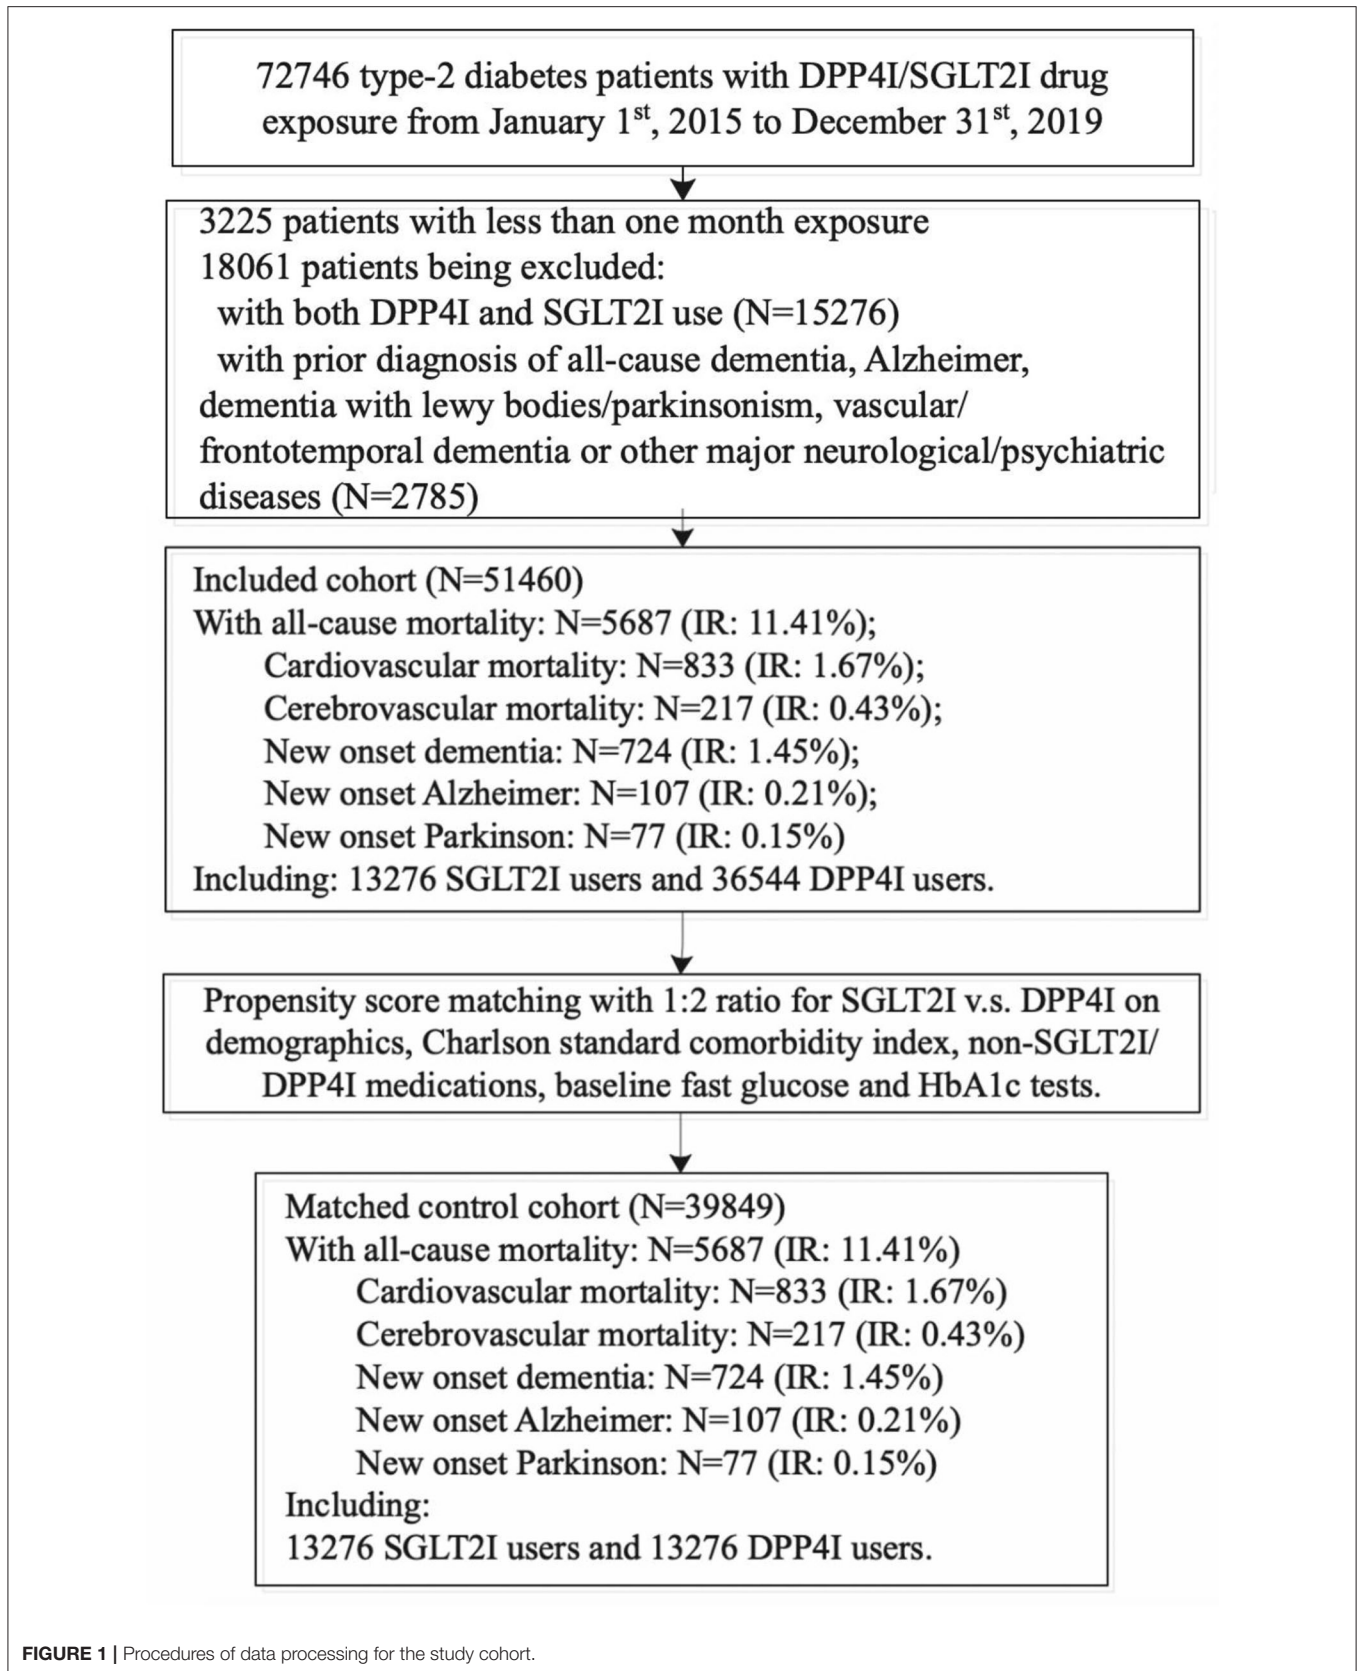 72746 type-2 diabetes patients with DPP4I/SGLT2I drug
exposure from January 1st, 2015 to December 31st, 2019
3225 patients with less than one month exposure
18061 patients being excluded:
with both DPP4I and SGLT2I use (N=15276)
with prior diagnosis of all-cause dementia, Alzheimer,
dementia with lewy bodies/parkinsonism, vascular/
frontotemporal dementia or other major neurological/psychiatric
diseases (N=2785)
Included cohort (N=51460)
With all-cause mortality: N=5687 (IR: 11.41%);
Cardiovascular mortality: N=833 (IR: 1.67%);
Cerebrovascular mortality: N=217 (IR: 0.43%);
New onset dementia: N=724 (IR: 1.45%);
New onset Alzheimer: N=107 (IR: 0.21%);
New onset Parkinson: N=77 (IR: 0.15%)
Including: 13276 SGLT2I users and 36544 DPP4I users.
Propensity score matching with 1:2 ratio for SGLT2I v.s. DPP4I on
demographics, Charlson standard comorbidity index, non-SGLT2I/
DPP4I medications, baseline fast glucose and HbA1c tests.
Matched control cohort (N=39849)
With all-cause mortality: N=5687 (IR: 11.41%)
Cardiovascular mortality: N=833 (IR: 1.67%)
Cerebrovascular mortality: N=217 (IR: 0.43%)
New onset dementia: N=724 (IR: 1.45%)
New onset Alzheimer: N=107 (IR: 0.21%)
New onset Parkinson: N=77 (IR: 0.15%)
Including:
13276 SGLT2I users and 13276 DPP4I users.
FIGURE 1 | Procedures of data processing for the study cohort.